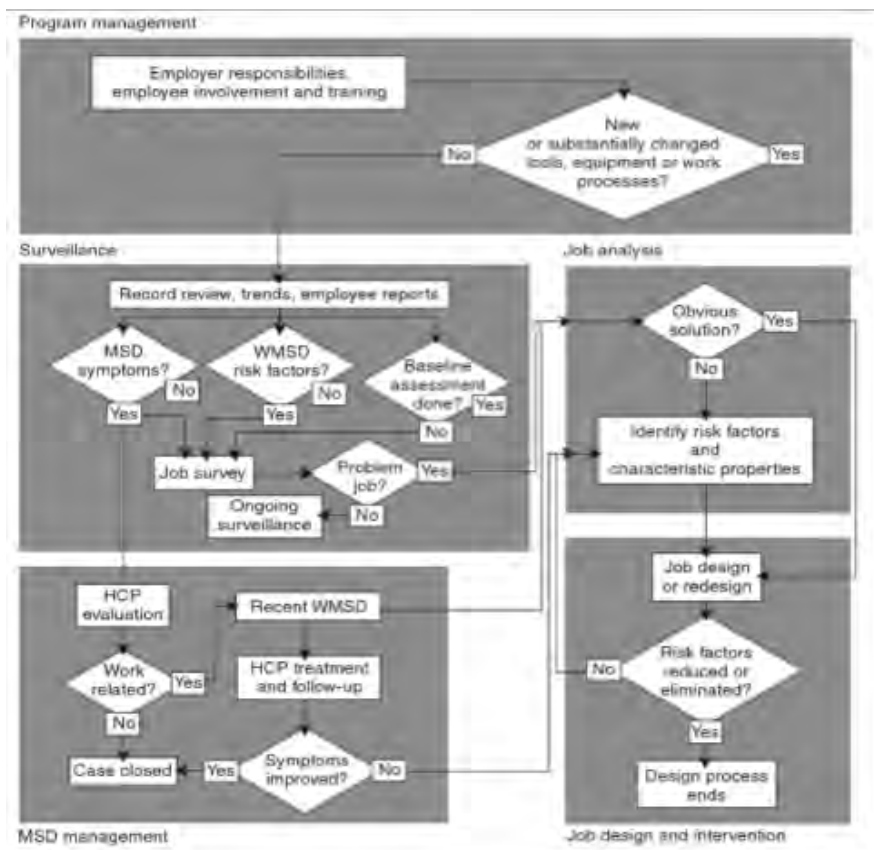 Program management
Employer responsibilities,
employee involvement and training
New
or substantially changed
tools, equipment or work
processes?
No
Yes
Surveillance
Record review, trends, employee reports
MSD
symptoms?
No
Yes
WMSD
risk factors?
No
Yes
Baseline
assessment
done?
Yes
No
Job survey
Problem
job?
Yes
No
Ongoing
surveillance
Job analysis
Obvious
solution?
Yes
No
Identify risk factors
and
characteristic properties
HCP
evaluation
Recent WMSD
Work
related?
Yes
No
HCP treatment
and follow-up
Case closed
Yes
Symptoms
improved?
No
MSD management
Job design
or redesign
No
Risk factors
reduced or
eliminated?
Yes
Design process
ends
Job design and intervention